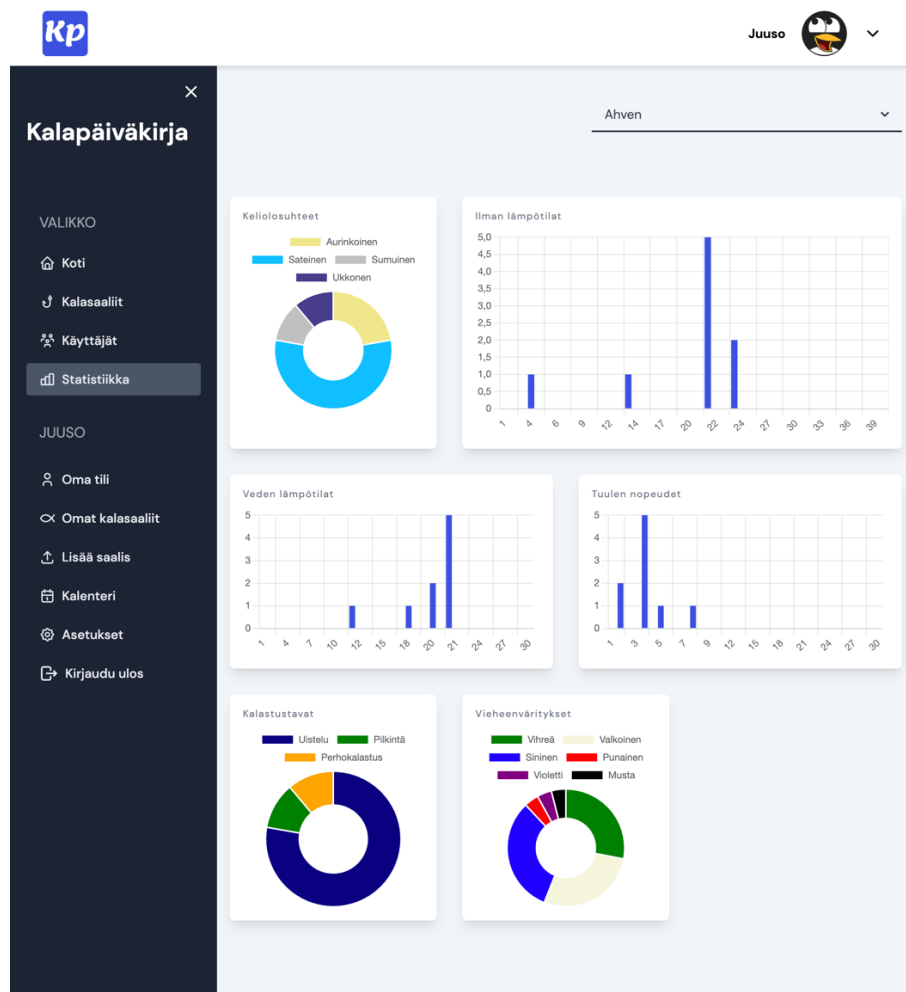 Kp
Juuso
Kalapäiväkirja
Ahven
VALIKKO
Koti
Kalasaaliit
Käyttäjät
Statistiikka
JUUSO
Oma tili
Omat kalasaaliit
Lisää saalis
Kalenteri
Asetukset
Kirjaudu ulos
Keliolosuhteet
Aurinkoinen
Sateinen Sumuinen
Ukkonen
Ilman lämpötilat
5,0
4,5
4,0
3,5
3,0
2,5
2,0
1,5
1,0
0,5
0
1 4 6 9 12 14 17 20 22 24 27 30 33 36 39
Veden lämpötilat
5
4
3
2
1
0
1 4 7 10 12 15 18 20 21 24 27 30
Tuulen nopeudet
5
4
3
2
1
0
1 3 5 7 9 12 15 18 21 24 27 30
Kalastustavat
Uistelu Pilkintä
Perhokalastus
Vieheenväritykset
Vihreä Valkoinen
Sininen Punainen
Violetti Musta